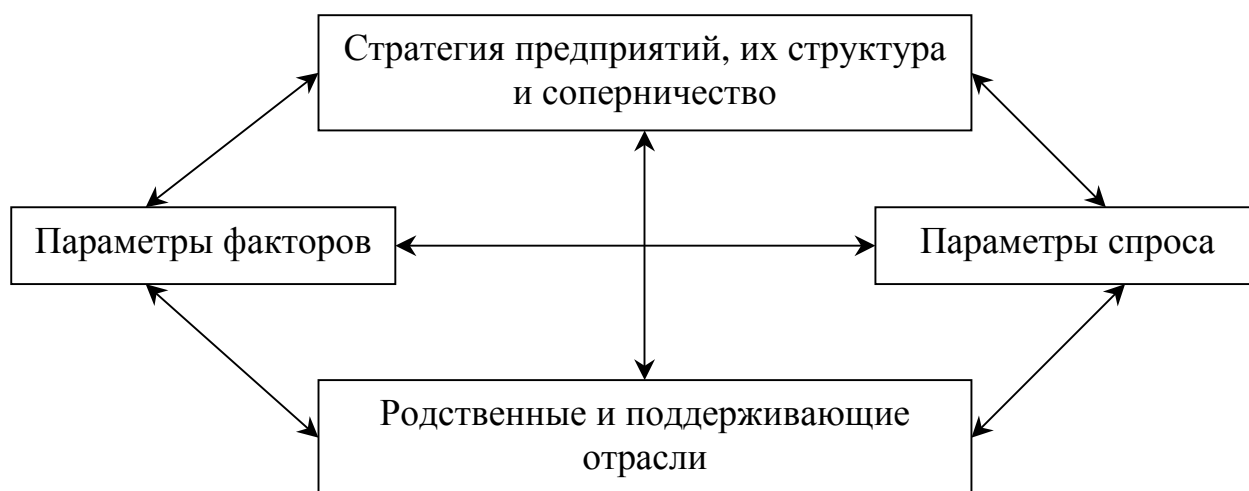 Стратегия предприятий, их структура
и соперничество
Параметры факторов
Параметры спроса
Родственные и поддерживающие
отрасли